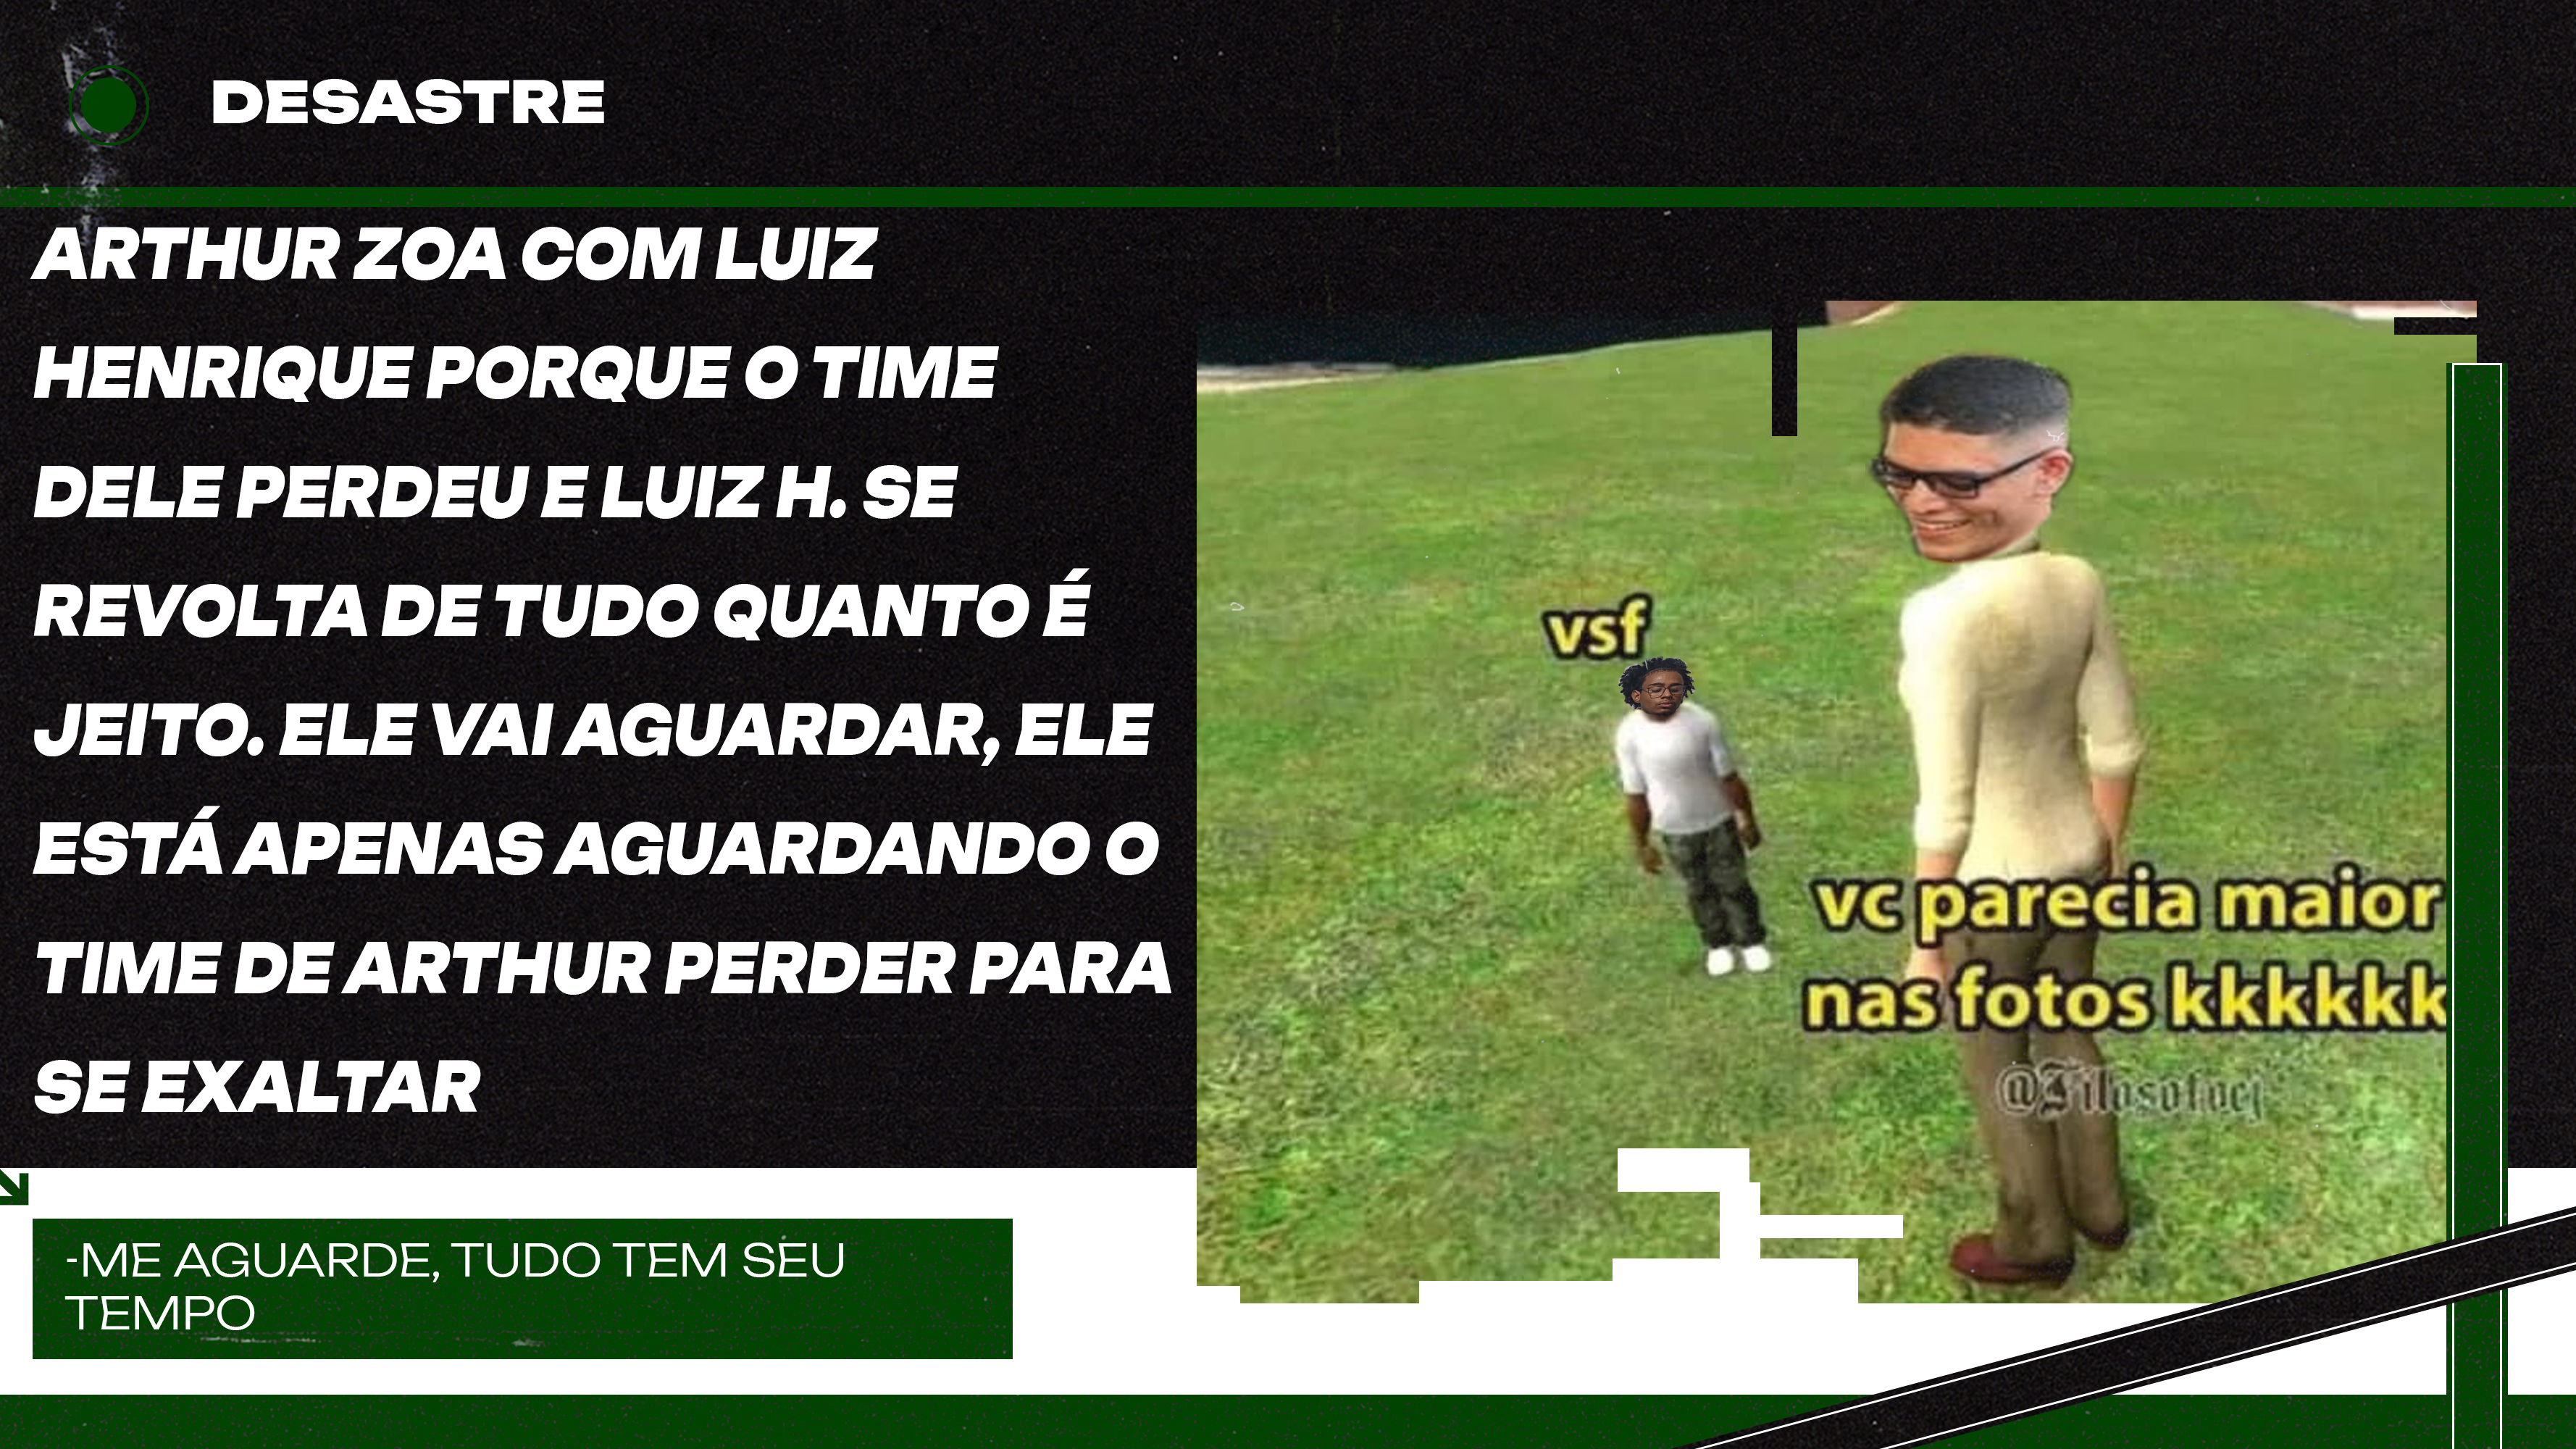 DESASTRE
ARTHUR ZOA COM LUIZ
HENRIQUE PORQUE O TIME
DELE PERDEU E LUIZ H. SE
REVOLTA DE TUDO QUANTO É
JEITO. ELE VAI AGUARDAR, ELE
ESTÁ APENAS AGUARDANDO O
TIME DE ARTHUR PERDER PARA
SE EXALTAR
-ME AGUARDE, TUDO TEM SEU
TEMPO
vsf
vc parecia maior
nas fotos kkkkkk
@Filosofocj